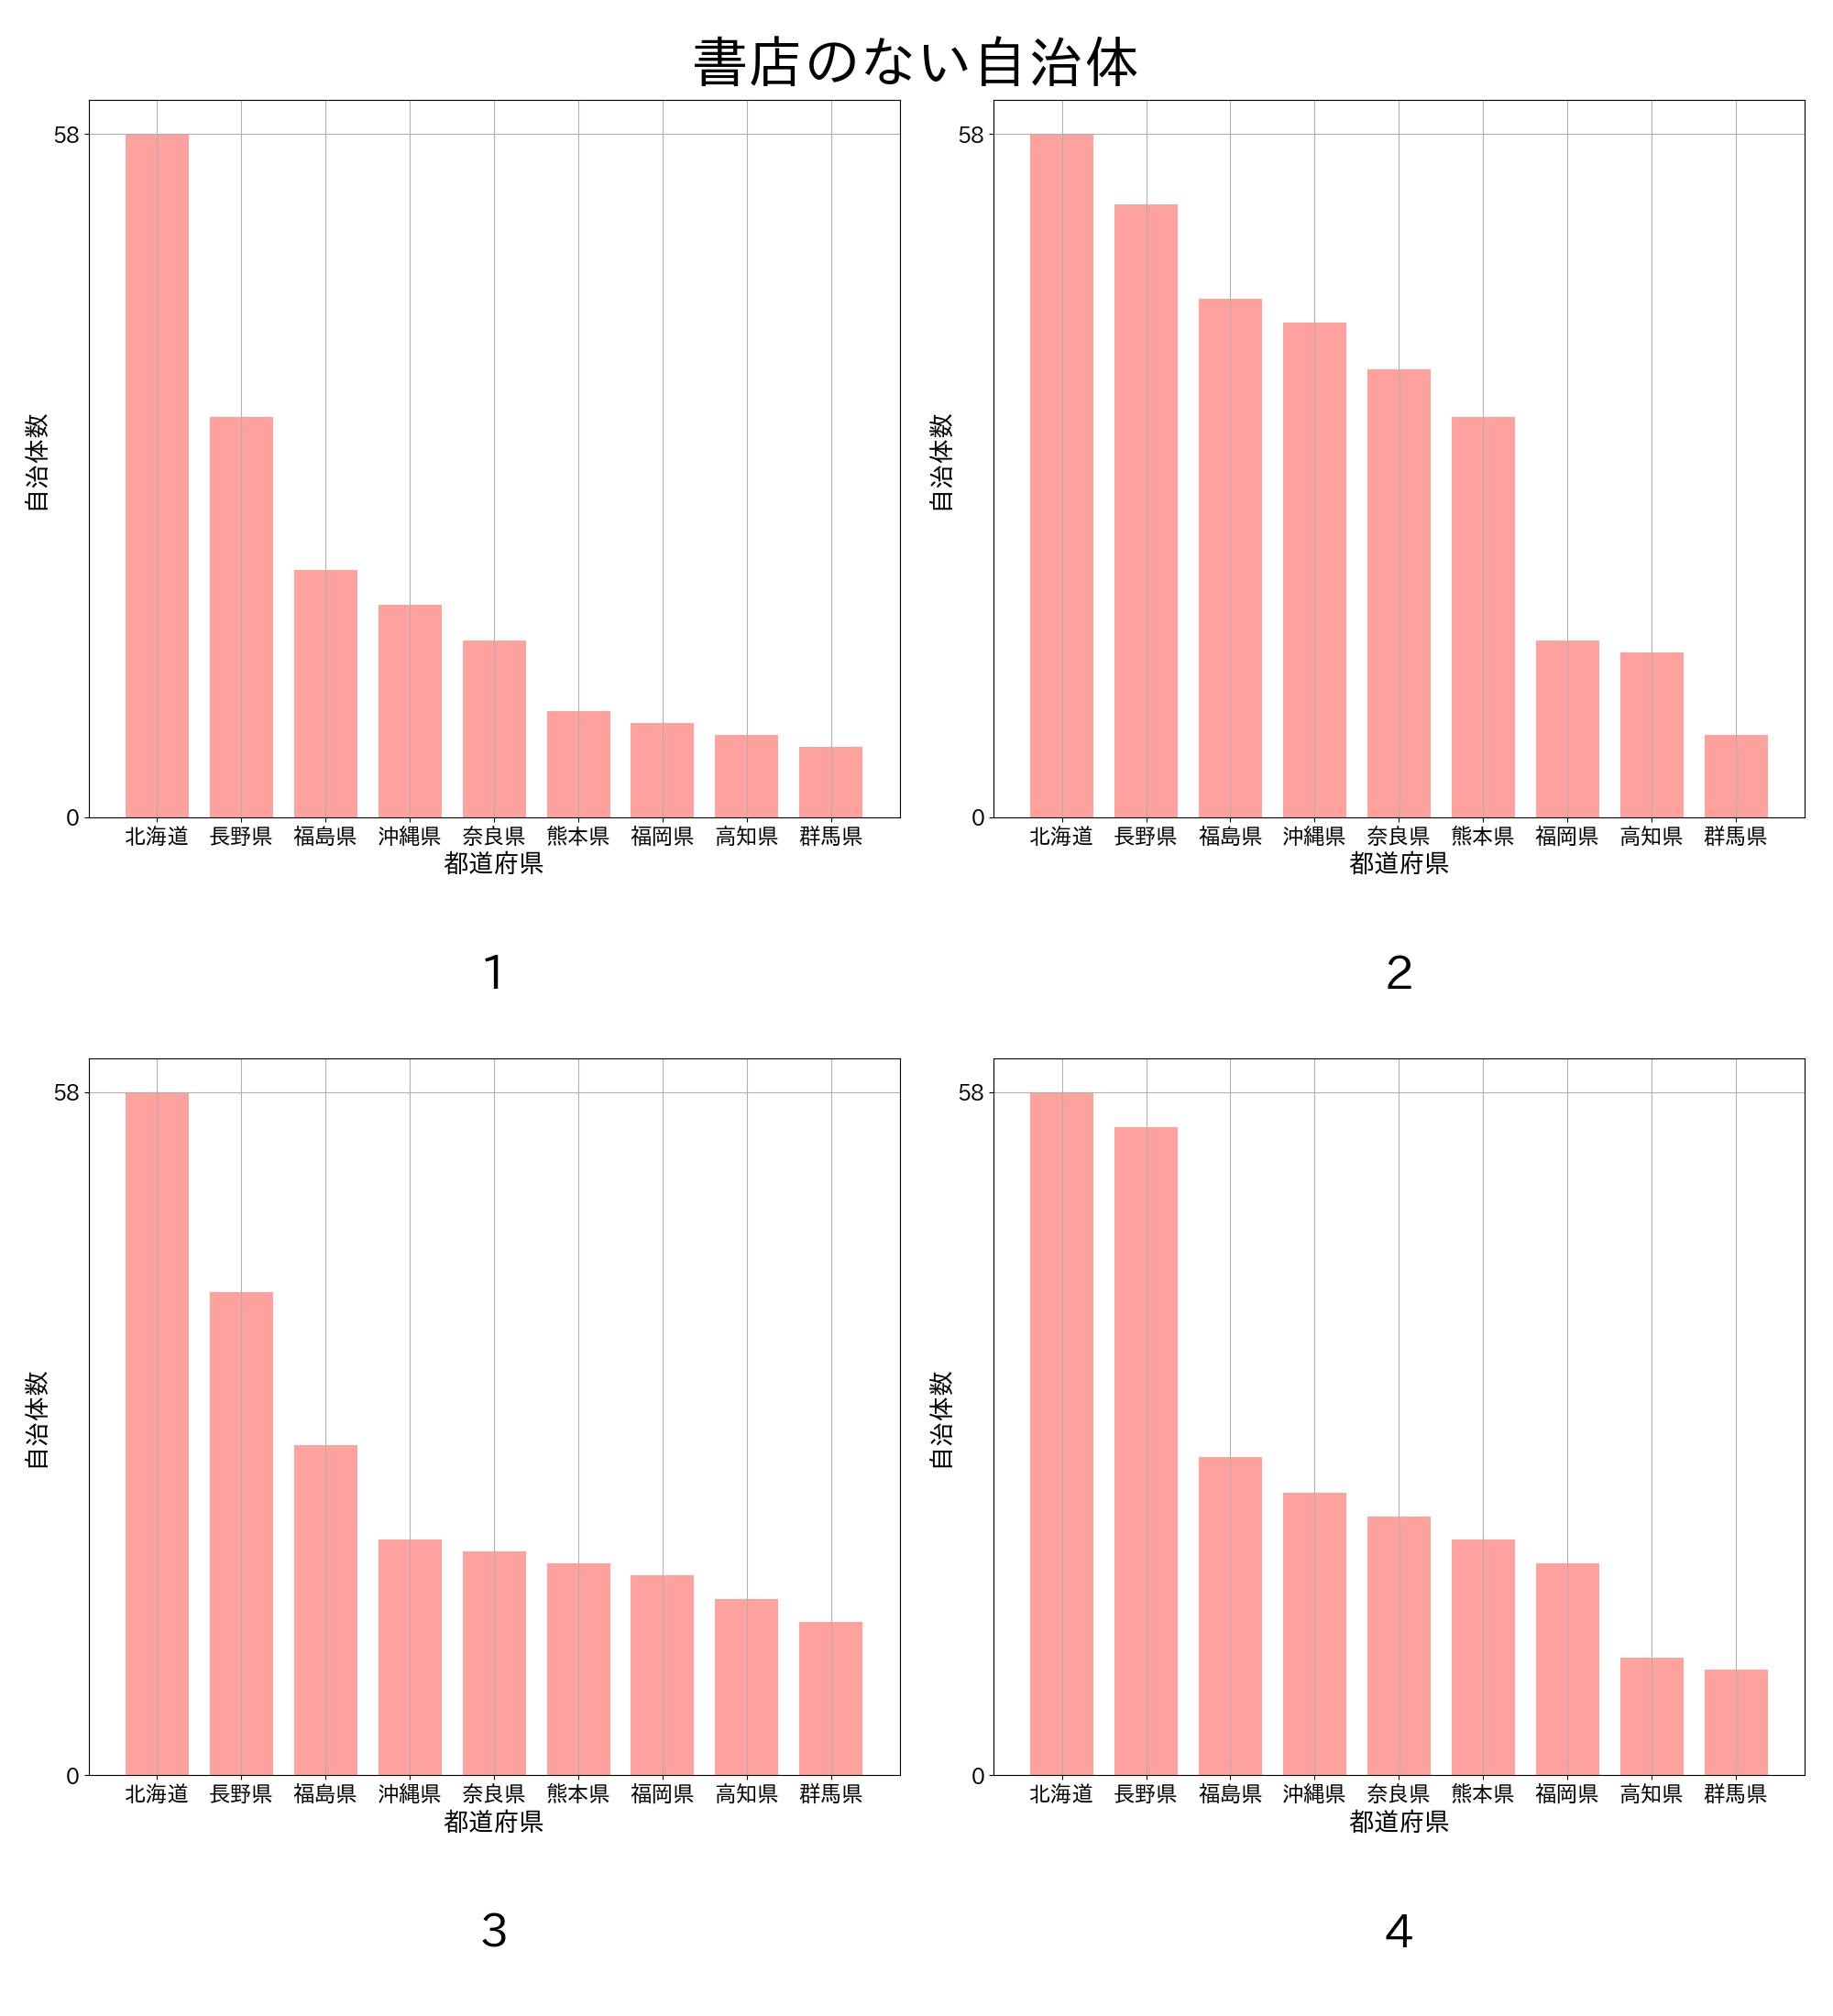 書店のない自治体
58
0
自治体数
北海道 長野県 福島県 沖縄県 奈良県 熊本県 福岡県 高知県 群馬県
都道府県
1
58
0
自治体数
北海道 長野県 福島県 沖縄県 奈良県 熊本県 福岡県 高知県 群馬県
都道府県
2
58
0
自治体数
北海道 長野県 福島県 沖縄県 奈良県 熊本県 福岡県 高知県 群馬県
都道府県
3
58
0
自治体数
北海道 長野県 福島県 沖縄県 奈良県 熊本県 福岡県 高知県 群馬県
都道府県
4